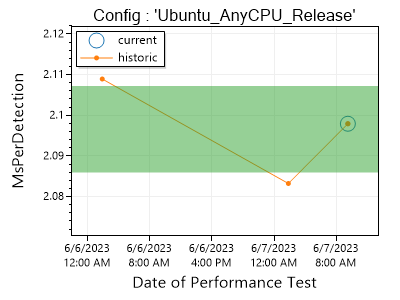 Config : 'Ubuntu_AnyCPU_Release'
current
historic
2.12
2.11
2.1
2.09
2.08
MsPerDetection
6/6/2023 6/6/2023 6/6/2023 6/7/2023 6/7/2023
12:00 AM 8:00 AM 4:00 PM 12:00 AM 8:00 AM
Date of Performance Test